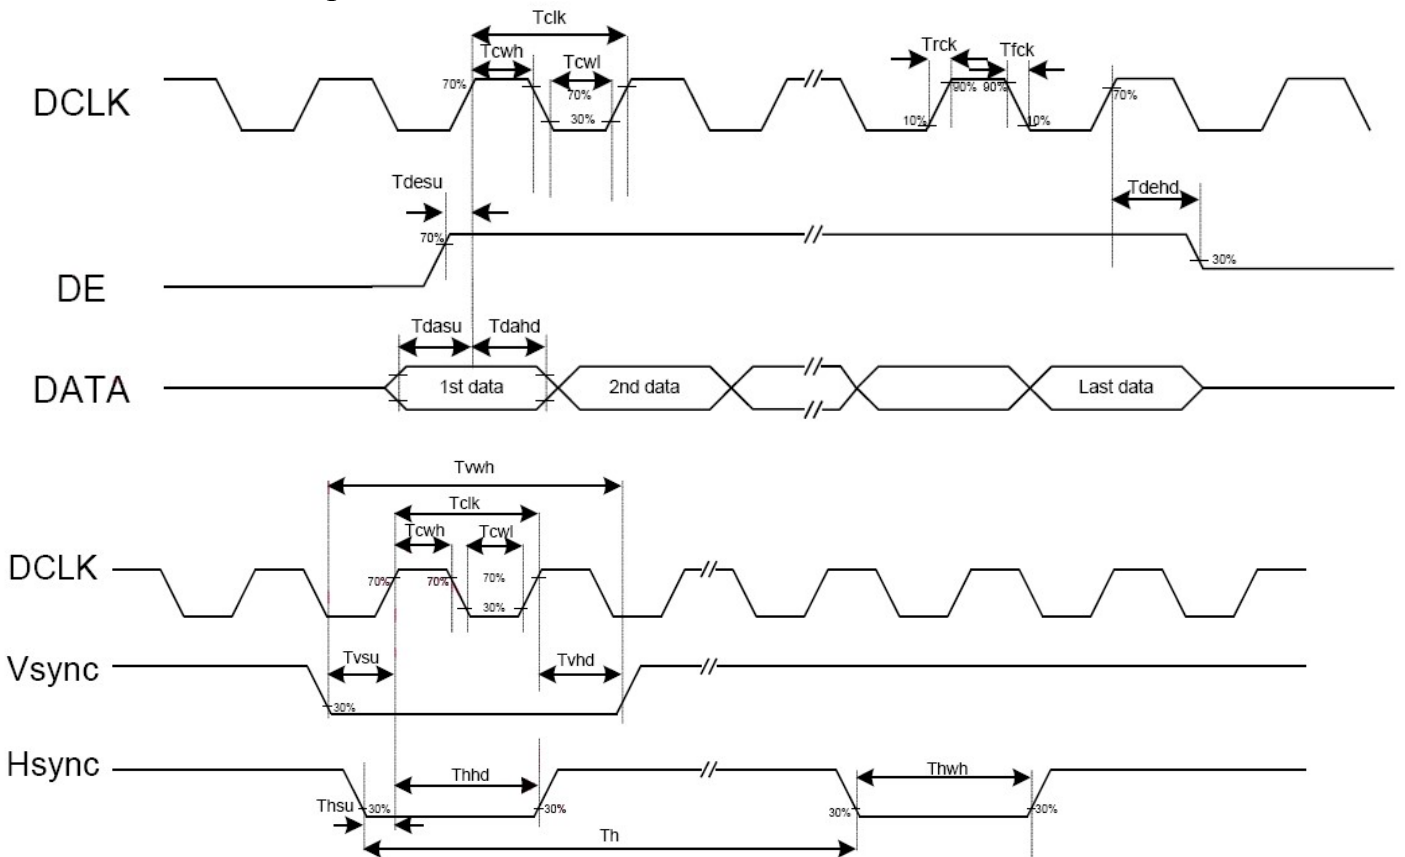 Tclk
Tcwh Tcwl Trck Tfck
DCLK 70% 70% 90% 90% 70%
30% 10% 10%
Tdesu Tdehd
70%
30%
DE
Tdasu Tdahd
DATA 1st data 2nd data Last data
Tvwh
Tclk
Tcwh Tcwl
DCLK
70% 70% 70%
30%
Vsync Tvsu Tvhd
30%
Hsync
Thhd Thwh
Thsu 30% 30% 30% 30%
Th